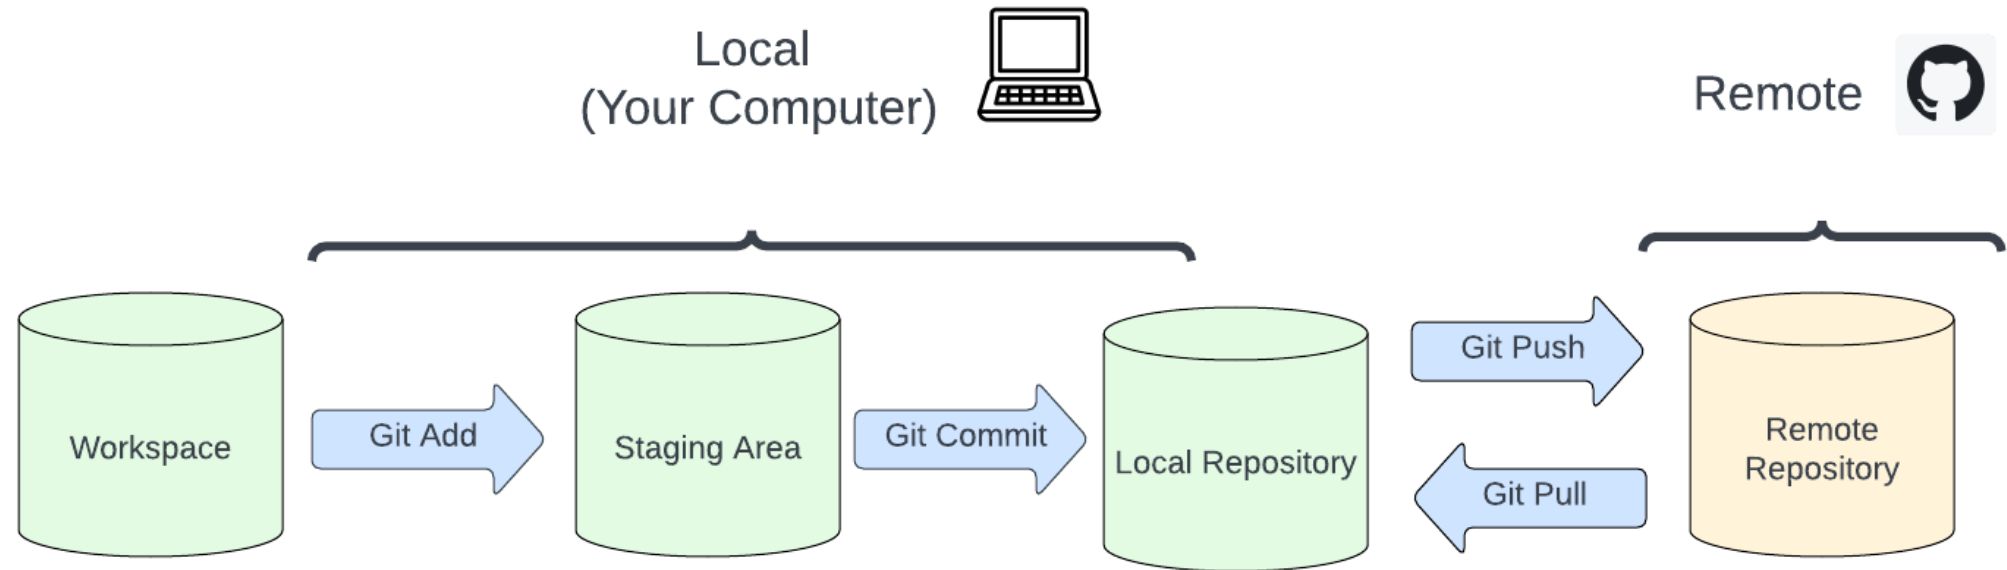 Local
(Your Computer)
Remote
Workspace
Git Add
Staging Area
Git Commit
Local Repository
Git Push
Git Pull
Remote
Repository